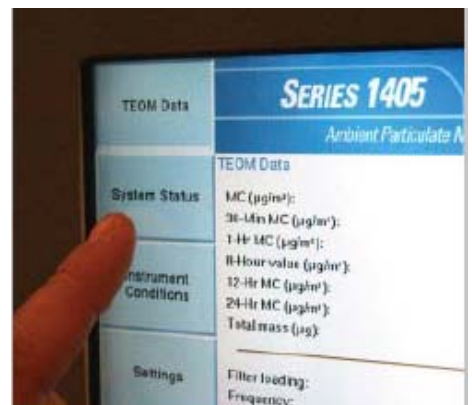 TEOM Data
System Status
Instrument
Conditions
Settings
SERIES 1405
Ambient Particulate
TEOM Data
MC (µg/m³):
30-Min MC (µg/m³):
1-Hr MC (µg/m³):
8-Hour value (µg/m³):
12-Hr MC (µg/m³):
24-Hr MC (µg/m³):
Total mass (µg):
Filter loading:
Frequency: